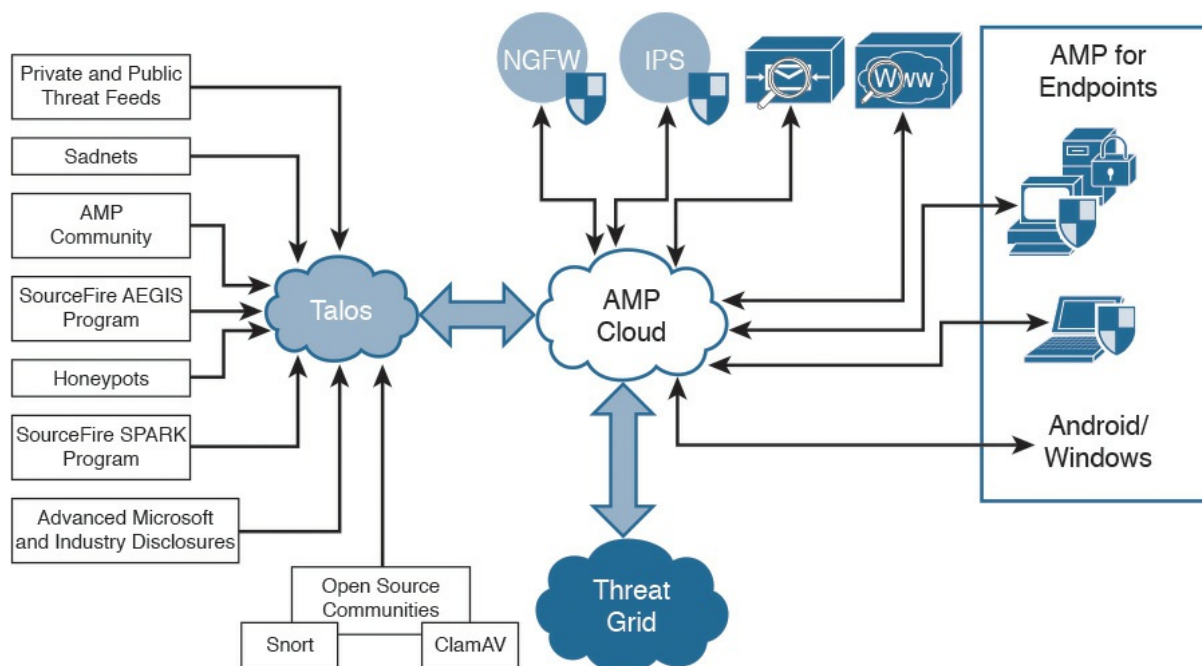 Private and Public
Threat Feeds
Sadnets
AMP
Community
SourceFire AEGIS
Program
Honeypots
SourceFire SPARK
Program
Advanced Microsoft
and Industry Disclosures
Open Source
Communities
Snort
ClamAV
Talos
NGFW
IPS
Www
AMP
Cloud
Threat
Grid
AMP for
Endpoints
Android/
Windows